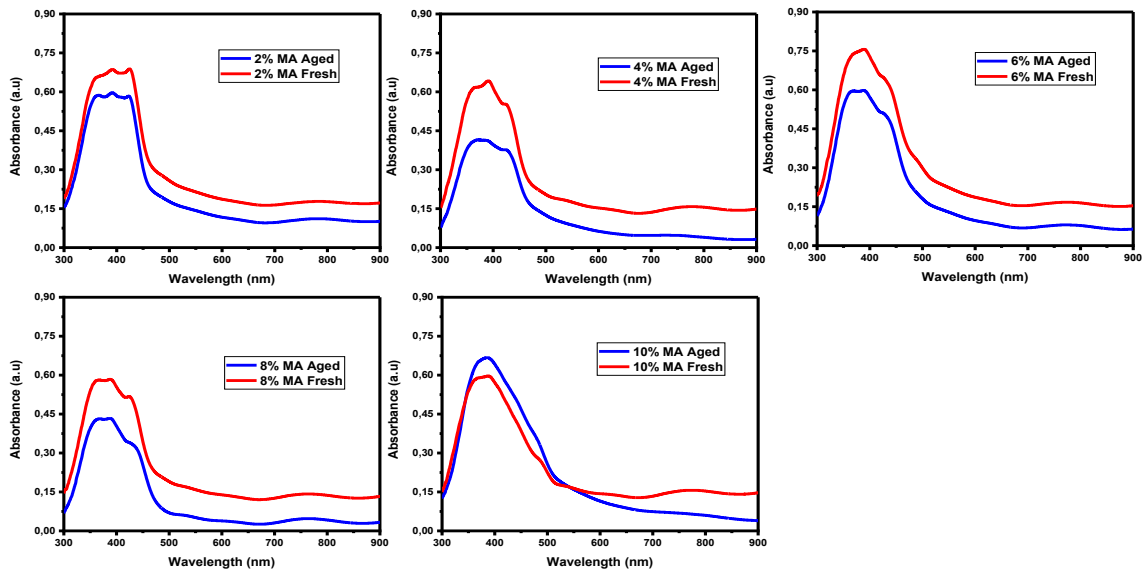 0,90
0,75
0,60
0,45
0,30
0,15
0,00
Absorbance (a.u)
2% MA Aged
2% MA Fresh
300 400 500 600 700 800 900
Wavelength (nm)
0,90
0,75
0,60
0,45
0,30
0,15
0,00
Absorbance (a.u)
4% MA Aged
4% MA Fresh
300 400 500 600 700 800 900
Wavelength (nm)
0,90
0,75
0,60
0,45
0,30
0,15
0,00
Absorbance (a.u)
6% MA Aged
6% MA Fresh
300 400 500 600 700 800 900
Wavelength (nm)
0,90
0,75
0,60
0,45
0,30
0,15
0,00
Absorbance (a.u)
8% MA Aged
8% MA Fresh
300 400 500 600 700 800 900
Wavelength (nm)
0,90
0,75
0,60
0,45
0,30
0,15
0,00
Absorbance (a.u)
10% MA Aged
10% MA Fresh
300 400 500 600 700 800 900
Wavelength (nm)